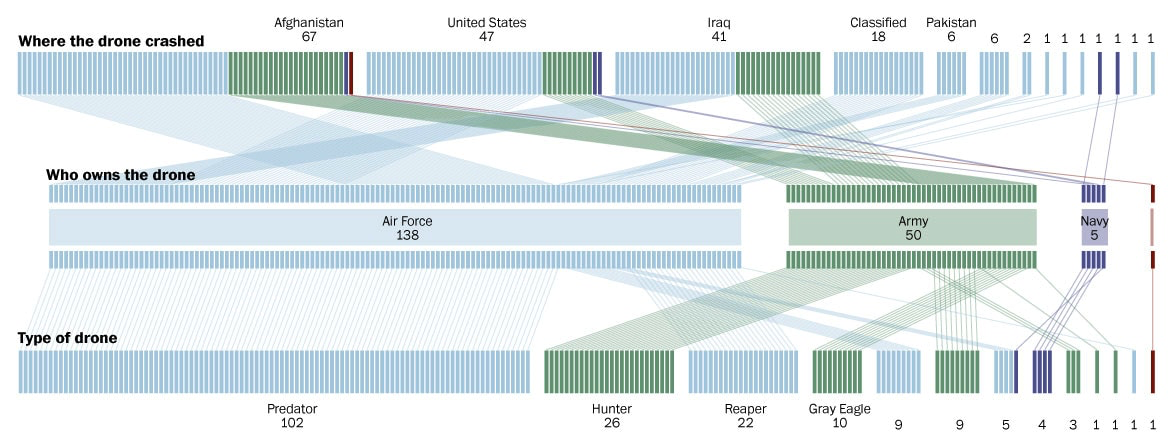 Afghanistan United States Iraq Classified Pakistan
Where the drone crashed 67 47 41 18 6 6 2 1 1 1 1 1 1 1
Who owns the drone
Air Force Army Navy
138 50 5
Type of drone
Predator Hunter Reaper Gray Eagle
102 26 22 10 9 9 5 4 3 1 1 1 1